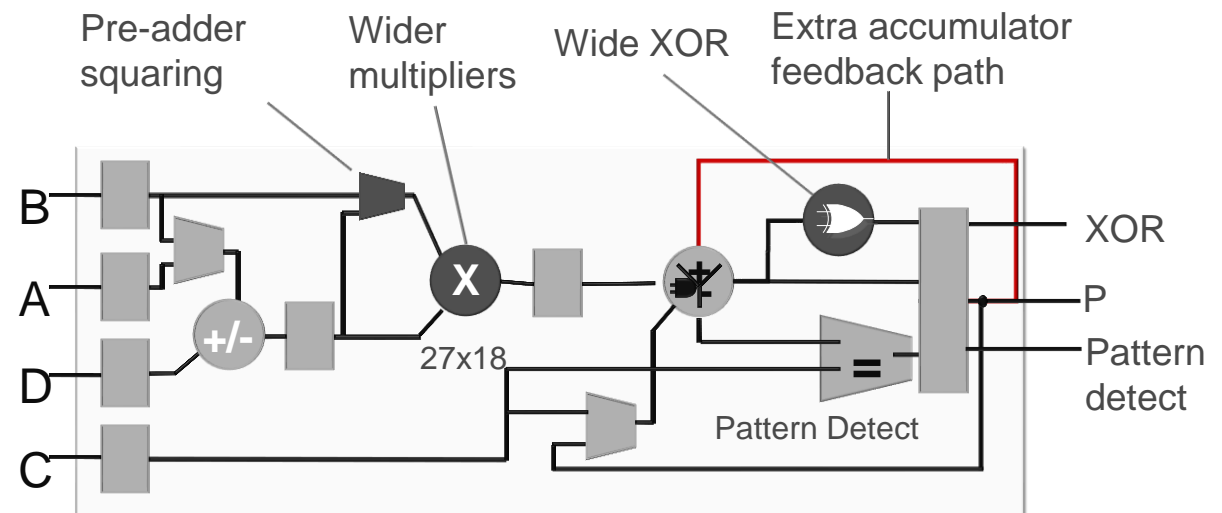 Pre-adder
squaring
Wider
multipliers
Wide XOR
Extra accumulator
feedback path
B
A
D
C
+/-
X
27x18
=
Pattern Detect
XOR
P
Pattern
detect